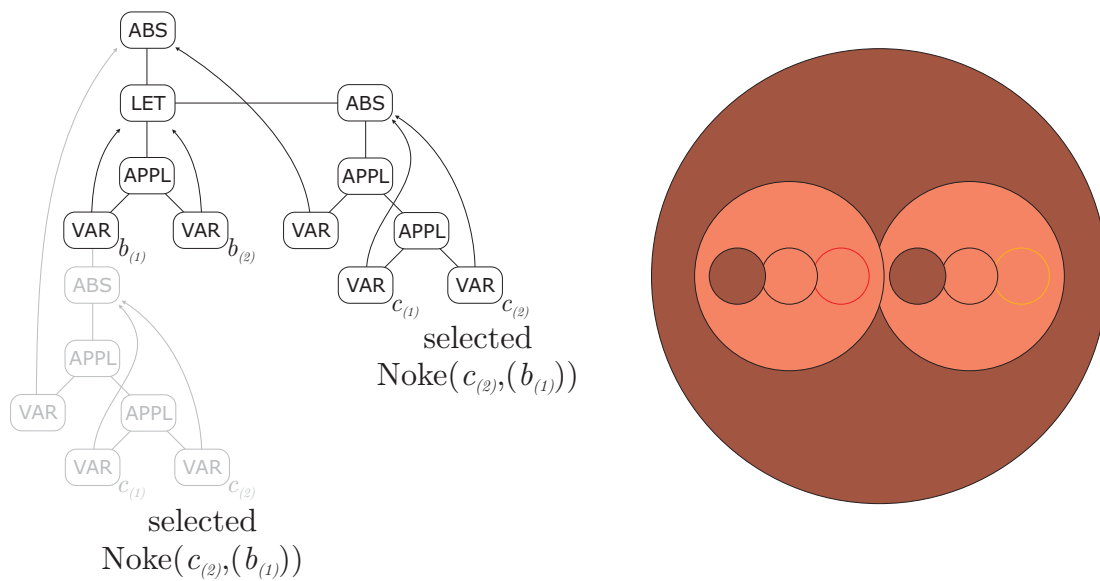 ABS
LET ABS
APPL APPL
VAR b(1) VAR b(2) VAR APPL
ABS VAR c(1) VAR c(2)
selected
Noke(c(2),(b(1)))
APPL
VAR APPL
VAR c(1) VAR c(2)
selected
Noke(c(2),(b(1)))